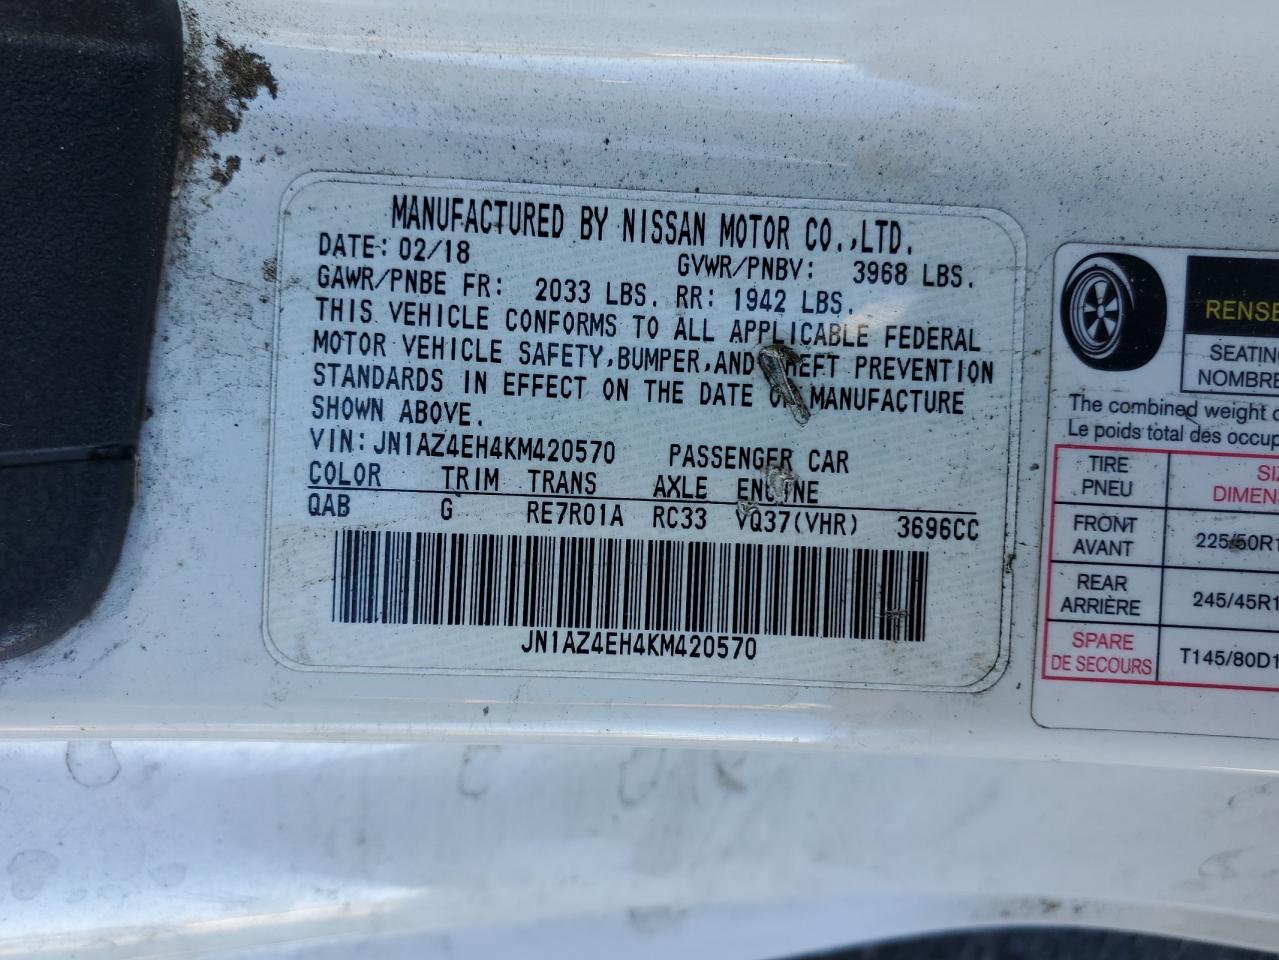 MANUFACTURED BY NISSAN MOTOR CO.,LTD.
DATE: 02/18 GVWR/PNBV: 3968 LBS.
GAWR/PNBE FR: 2033 LBS. RR: 1942 LBS.
THIS VEHICLE CONFORMS TO ALL APPLICABLE FEDERAL
MOTOR VEHICLE SAFETY,BUMPER,AND THEFT PREVENTION
STANDARDS IN EFFECT ON THE DATE OF MANUFACTURE
SHOWN ABOVE.
VIN: JN1AZ4EH4KM420570 PASSENGER CAR
COLOR TRIM TRANS AXLE ENGINE
QAB G RE7R01A RC33 VQ37(VHR) 3696CC
JN1AZ4EH4KM420570
RENSE
SEATING
NOMBRE
The combined weight
Le poids total des occup
TIRE
PNEU
SIZ
DIMEN
FRONT
AVANT
225/50R1
REAR
ARRIÈRE
245/45R1
SPARE
DE SECOURS
T145/80D1